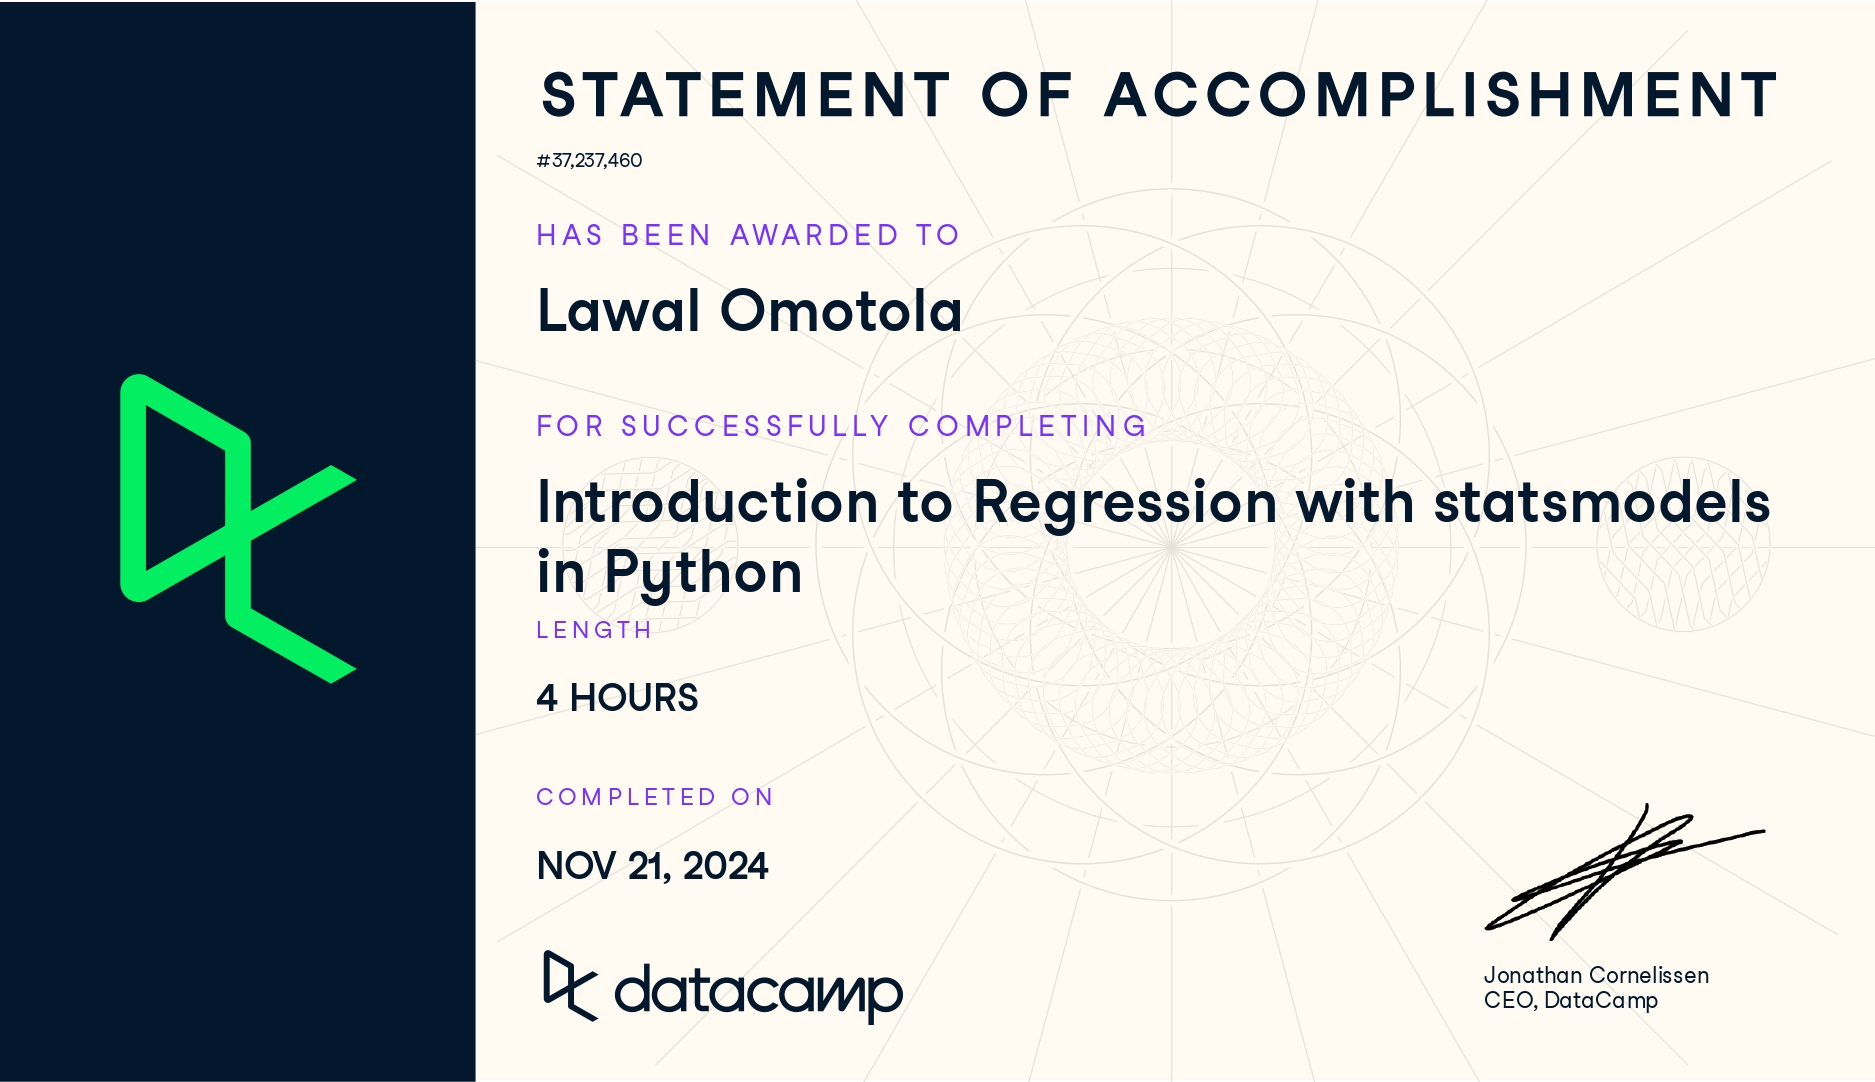 STATEMENT OF ACCOMPLISHMENT
#37,237,460
HAS BEEN AWARDED TO
Lawal Omotola
FOR SUCCESSFULLY COMPLETING
Introduction to Regression with statsmodels
in Python
LENGTH
4 HOURS
COMPLETED ON
NOV 21, 2024
datacamp
Jonathan Cornelissen
CEO, DataCamp